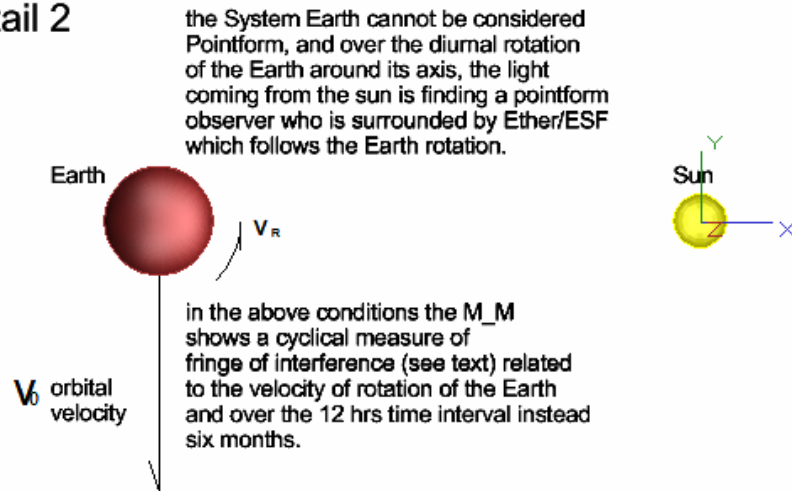 ail 2
the System Earth cannot be considered
Pointform, and over the diurnal rotation
of the Earth around its axis, the light
coming from the sun is finding a pointform
observer who is surrounded by Ether/ESF
which follows the Earth rotation.
Earth
Sun
Y
X
Z
V R
in the above conditions the M_M
shows a cyclical measure of
fringe of interference (see text) related
to the velocity of rotation of the Earth
and over the 12 hrs time interval instead
six months.
V0 orbital
velocity